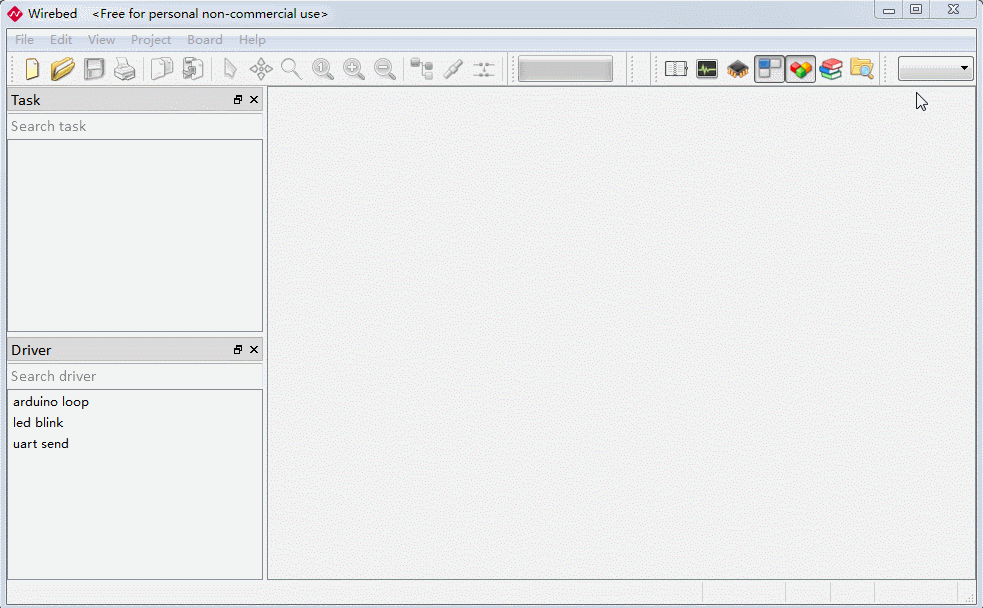 Wirebed <Free for personal non-commercial use>
File Edit View Project Board Help
Task
Search task
Driver
Search driver
arduino loop
led blink
uart send